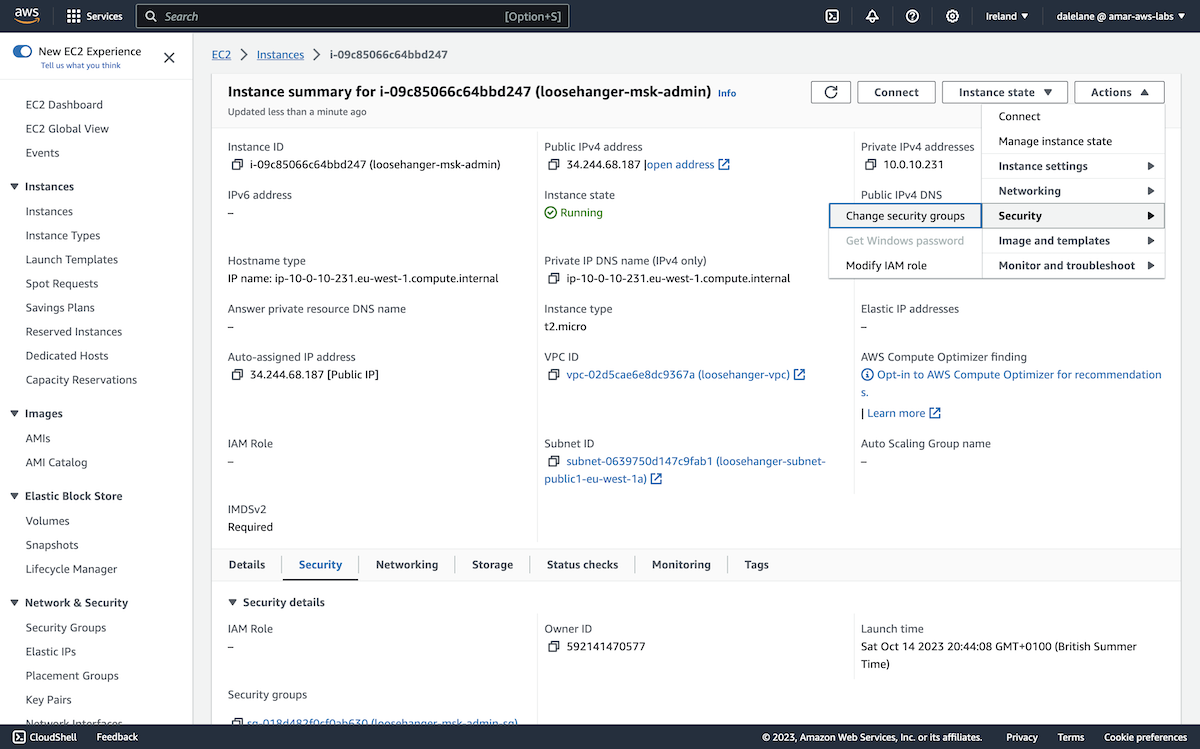 aws
Services
Search
[Option+S]
Ireland ▼
dalelane @ amar-aws-labs ▼
New EC2 Experience
Tell us what you think
EC2 Dashboard
EC2 Global View
Events
Instances
Instances
Instance Types
Launch Templates
Spot Requests
Savings Plans
Reserved Instances
Dedicated Hosts
Capacity Reservations
Images
AMIs
AMI Catalog
Elastic Block Store
Volumes
Snapshots
Lifecycle Manager
Network & Security
Security Groups
Elastic IPs
Placement Groups
Key Pairs
Network Interfaces
EC2 > Instances > i-09c85066c64bbd247
Instance summary for i-09c85066c64bbd247 (loosehanger-msk-admin) Info
Updated less than a minute ago
Connect
Instance state ▼
Actions ▲
Connect
Manage instance state
Instance settings
Networking
Security
Image and templates
Monitor and troubleshoot
Change security groups
Get Windows password
Modify IAM role
Instance ID
i-09c85066c64bbd247 (loosehanger-msk-admin)
Public IPv4 address
34.244.68.187 |open address
Private IPv4 addresses
10.0.10.231
IPv6 address
–
Instance state
Running
Public IPv4 DNS
Hostname type
IP name: ip-10-0-10-231.eu-west-1.compute.internal
Private IP DNS name (IPv4 only)
ip-10-0-10-231.eu-west-1.compute.internal
Answer private resource DNS name
–
Instance type
t2.micro
Elastic IP addresses
–
Auto-assigned IP address
34.244.68.187 [Public IP]
VPC ID
vpc-02d5cae6e8dc9367a (loosehanger-vpc)
AWS Compute Optimizer finding
Opt-in to AWS Compute Optimizer for recommendation
s.
| Learn more
IAM Role
–
Subnet ID
subnet-0639750d147c9fab1 (loosehanger-subnet-
public1-eu-west-1a)
Auto Scaling Group name
–
IMDSv2
Required
Details
Security
Networking
Storage
Status checks
Monitoring
Tags
Security details
IAM Role
–
Owner ID
592141470577
Launch time
Sat Oct 14 2023 20:44:08 GMT+0100 (British Summer
Time)
Security groups
sg-018d482f0cf0ab630 (loosehanger-msk-admin-sg)
CloudShell
Feedback
© 2023, Amazon Web Services, Inc. or its affiliates.
Privacy
Terms
Cookie preferences